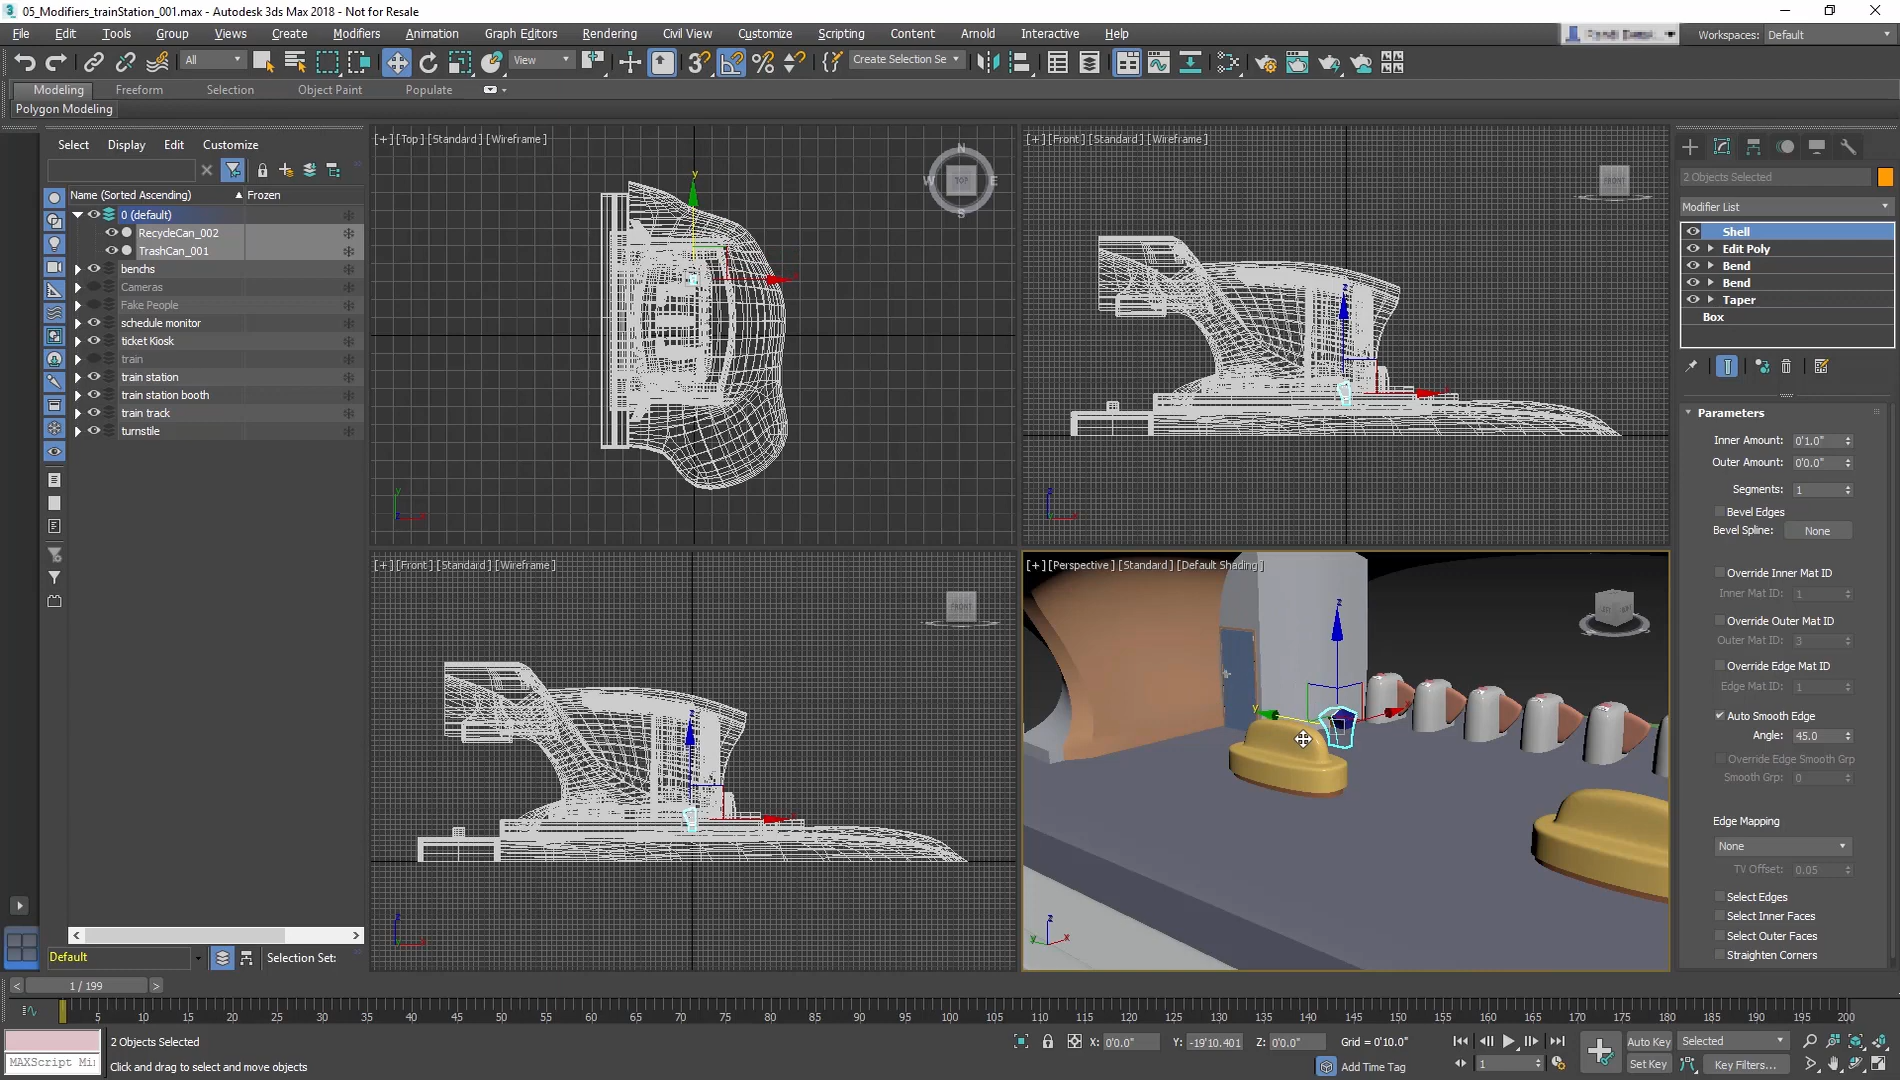 05_Modifiers_trainStation_001.max - Autodesk 3ds Max 2018 - Not for Resale
File Edit Tools Group Views Create Modifiers Animation Graph Editors Rendering Civil View Customize Scripting Content Arnold Interactive Help
Workspaces: Default
All View Create Selection Se
Modeling Freeform Selection Object Paint Populate
Polygon Modeling
Select Display Edit Customize
Name (Sorted Ascending) Frozen
0 (default)
RecycleCan_002
TrashCan_001
benchs
Cameras
Fake People
schedule monitor
ticket Kiosk
train
train station
train station booth
train track
turnstile
Default Selection Set:
[+] [Top] [Standard] [Wireframe]
N
W TOP E
S
y
[+] [Front] [Standard] [Wireframe]
FRONT
z
[+] [Front] [Standard] [Wireframe]
FRONT
z
[+] [Perspective] [Standard] [Default Shading]
z
y
2 Objects Selected
Modifier List
Shell
Edit Poly
Bend
Bend
Taper
Box
Parameters
Inner Amount: 0'1.0"
Outer Amount: 0'0.0"
Segments: 1
Bevel Edges
Bevel Spline: None
Override Inner Mat ID
Inner Mat ID: 1
Override Outer Mat ID
Outer Mat ID: 3
Override Edge Mat ID
Edge Mat ID: 1
Auto Smooth Edge
Angle: 45.0
Override Edge Smooth Grp
Smooth Grp: 0
Edge Mapping
None
TV Offset: 0.05
Select Edges
Select Inner Faces
Select Outer Faces
Straighten Corners
< 1 / 199 >
5 10 15 20 25 30 35 40 45 50 55 60 65 70 75 80 85 90 95 100 105 110 115 120 125 130 135 140 145 150 155 160 165 170 175 180 185 190 195 200
2 Objects Selected X: 0'0.0" Y: -19'10.401 Z: 0'0.0" Grid = 0'10.0" Auto Key Selected
MAXScript Mi Click and drag to select and move objects Add Time Tag 1 Set Key Key Filters...